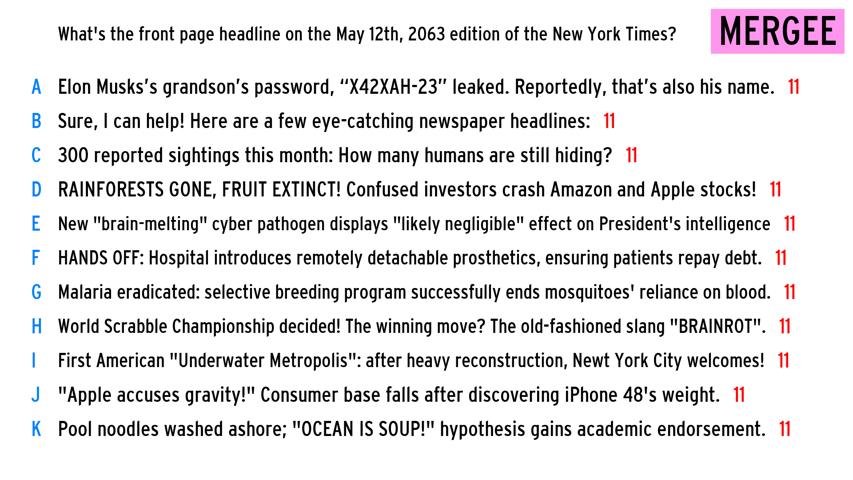 What's the front page headline on the May 12th, 2063 edition of the New York Times?
MERGEE
A Elon Musks’s grandson’s password, “X42XAH-23” leaked. Reportedly, that’s also his name. 11
B Sure, I can help! Here are a few eye-catching newspaper headlines: 11
C 300 reported sightings this month: How many humans are still hiding? 11
D RAINFORESTS GONE, FRUIT EXTINCT! Confused investors crash Amazon and Apple stocks! 11
E New "brain-melting" cyber pathogen displays "likely negligible" effect on President's intelligence 11
F HANDS OFF: Hospital introduces remotely detachable prosthetics, ensuring patients repay debt. 11
G Malaria eradicated: selective breeding program successfully ends mosquitoes' reliance on blood. 11
H World Scrabble Championship decided! The winning move? The old-fashioned slang "BRAINROT". 11
I First American "Underwater Metropolis": after heavy reconstruction, Newt York City welcomes! 11
J "Apple accuses gravity!" Consumer base falls after discovering iPhone 48's weight. 11
K Pool noodles washed ashore; "OCEAN IS SOUP!" hypothesis gains academic endorsement. 11